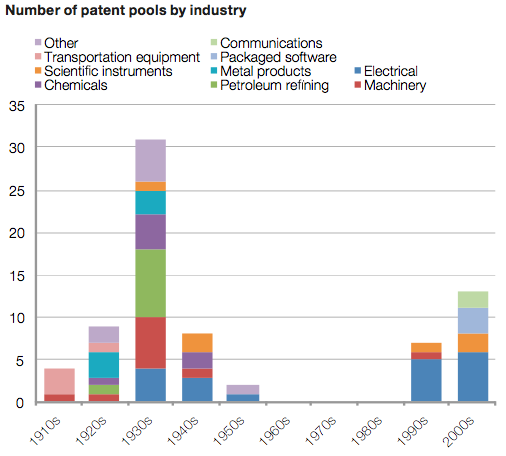 Number of patent pools by industry
Other Communications
Transportation equipment Packaged software
Scientific instruments Metal products Electrical
Chemicals Petroleum refining Machinery
35
30
25
20
15
10
5
0
1910s 1920s 1930s 1940s 1950s 1960s 1970s 1980s 1990s 2000s